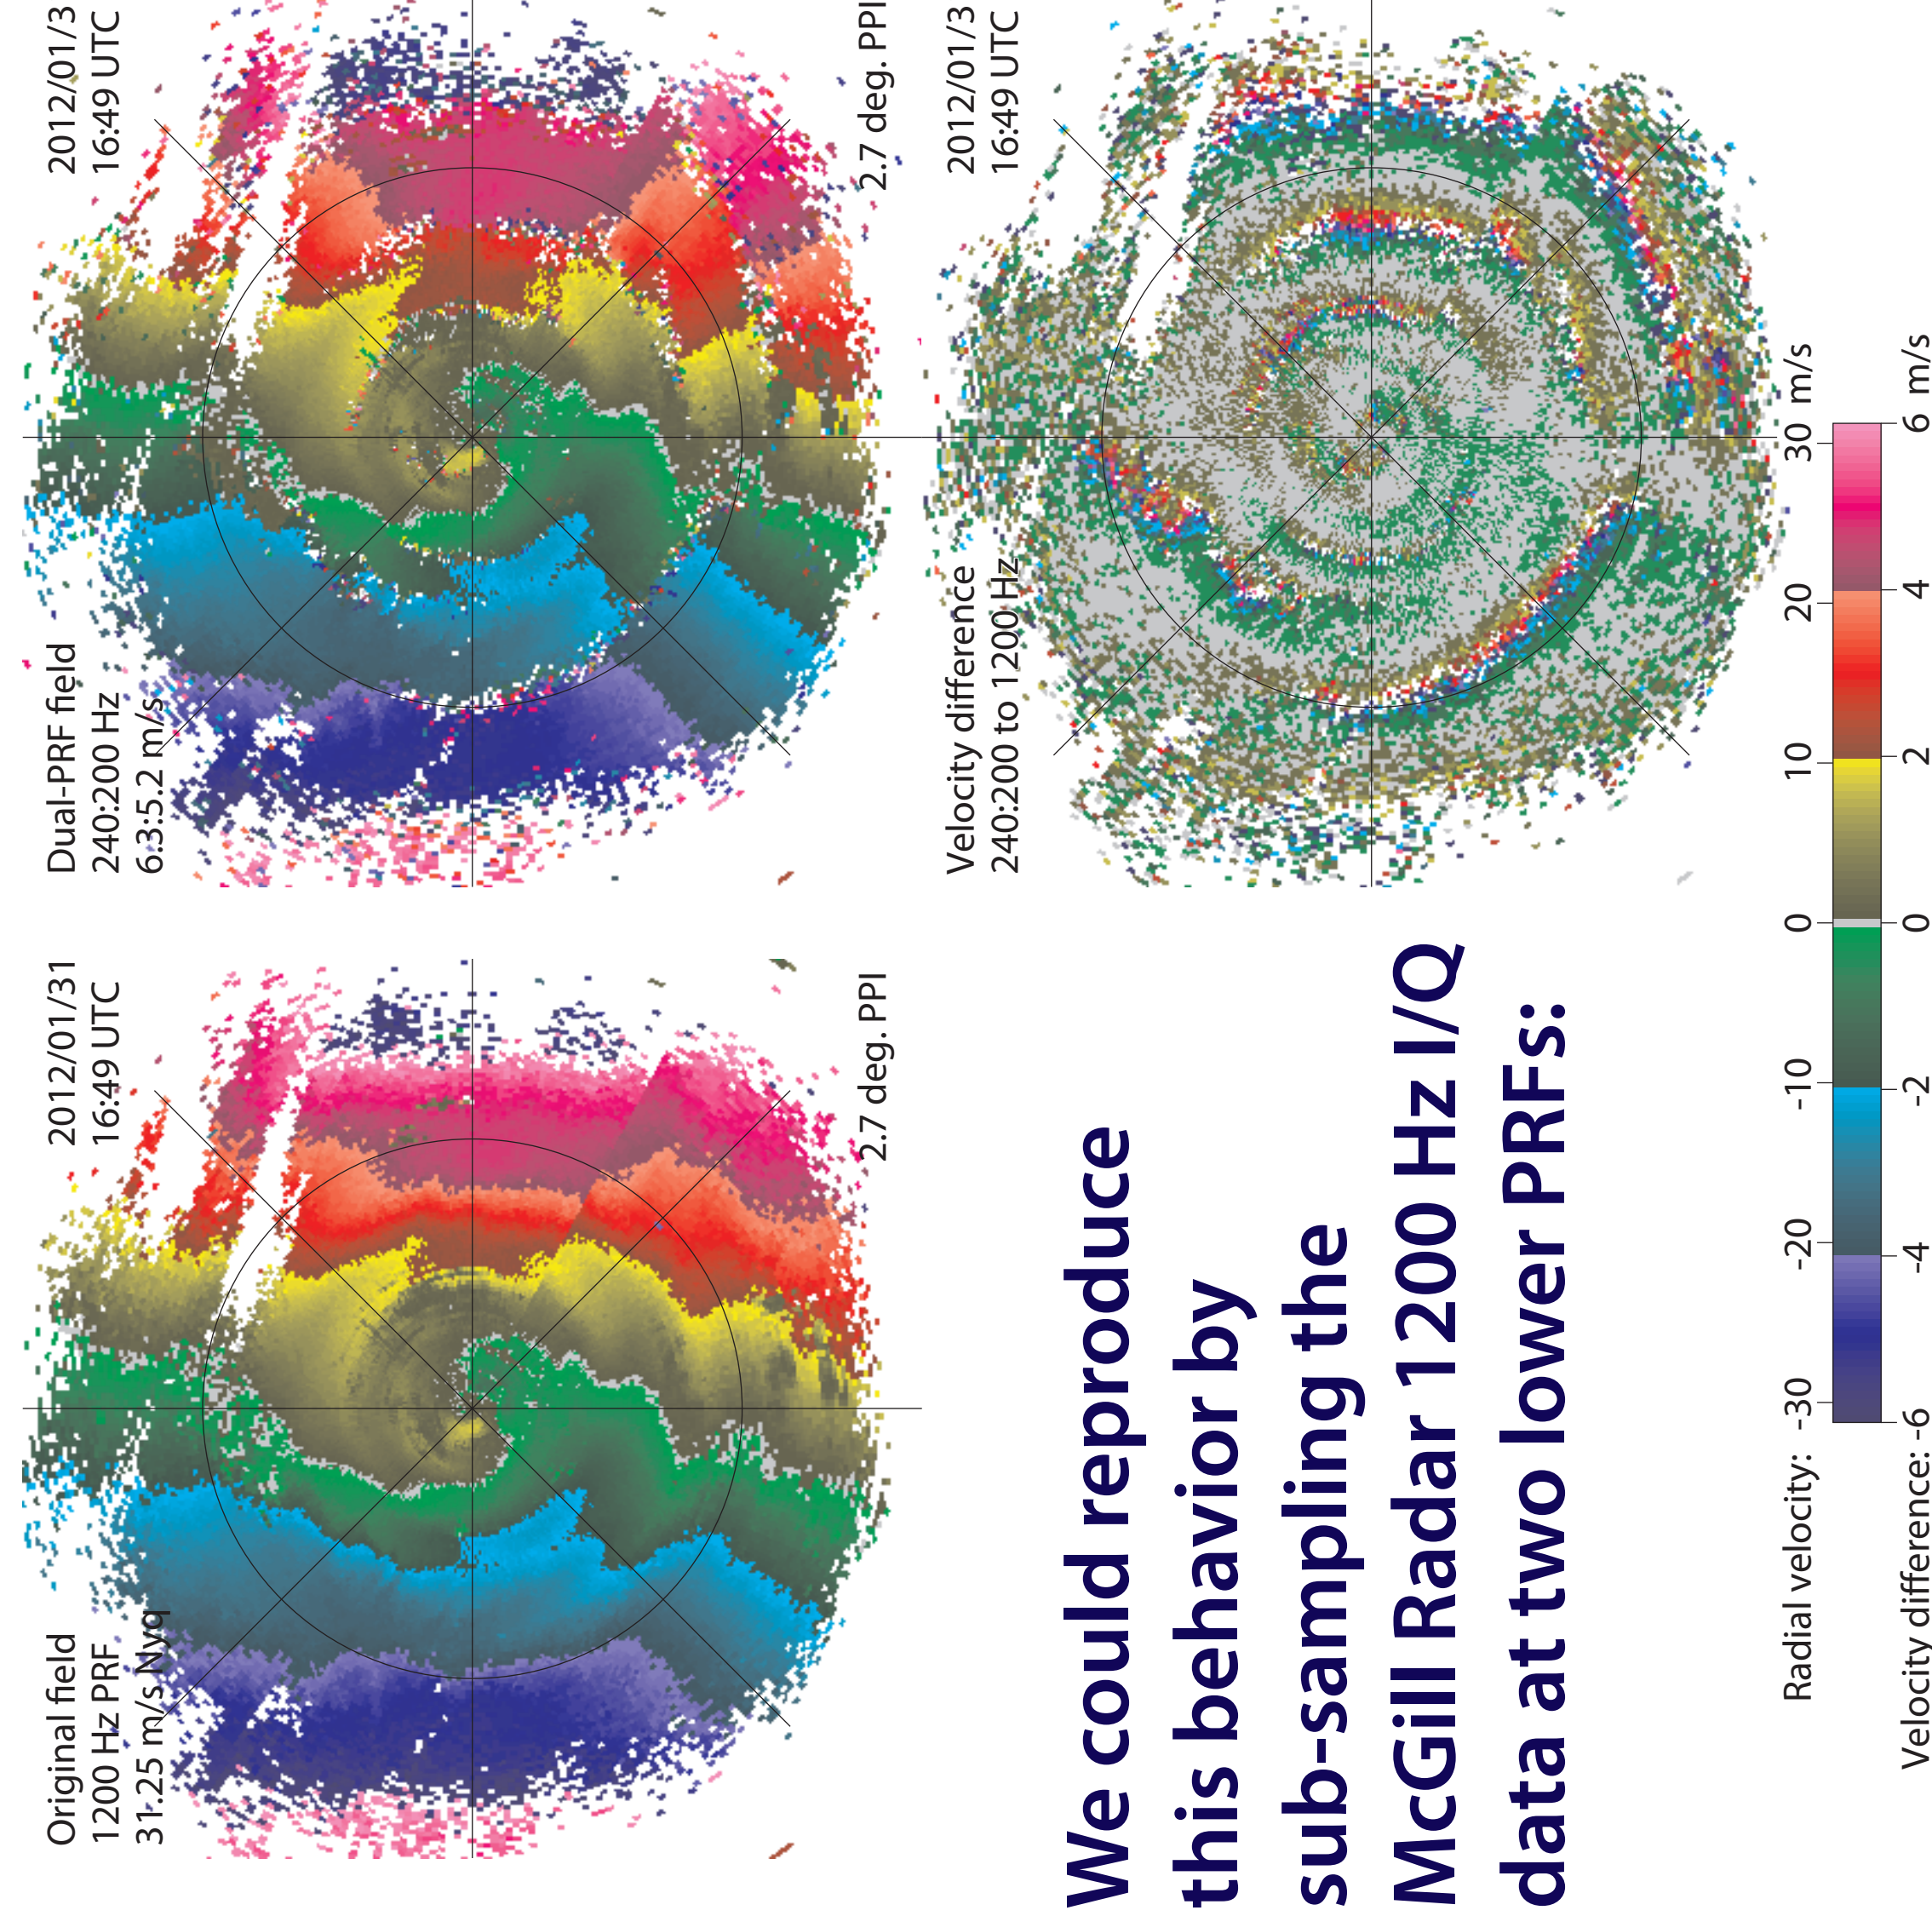 Original field
1200 Hz PRF
31.25 m/s Nyq
2012/01/31
16:49 UTC
2.7 deg. PPI
Dual-PRF field
240:200 Hz
6.3:5.2 m/s
2012/01/3
16:49 UTC
2.7 deg. PPI
We could reproduce
this behavior by
sub-sampling the
McGill Radar 1200 Hz I/Q
data at two lower PRFs:
Velocity difference
240:200 to 1200 Hz
2012/01/3
16:49 UTC
Radial velocity: -30 -20 -10 0 10 20 30 m/s
Velocity difference: -6 -4 -2 0 2 4 6 m/s